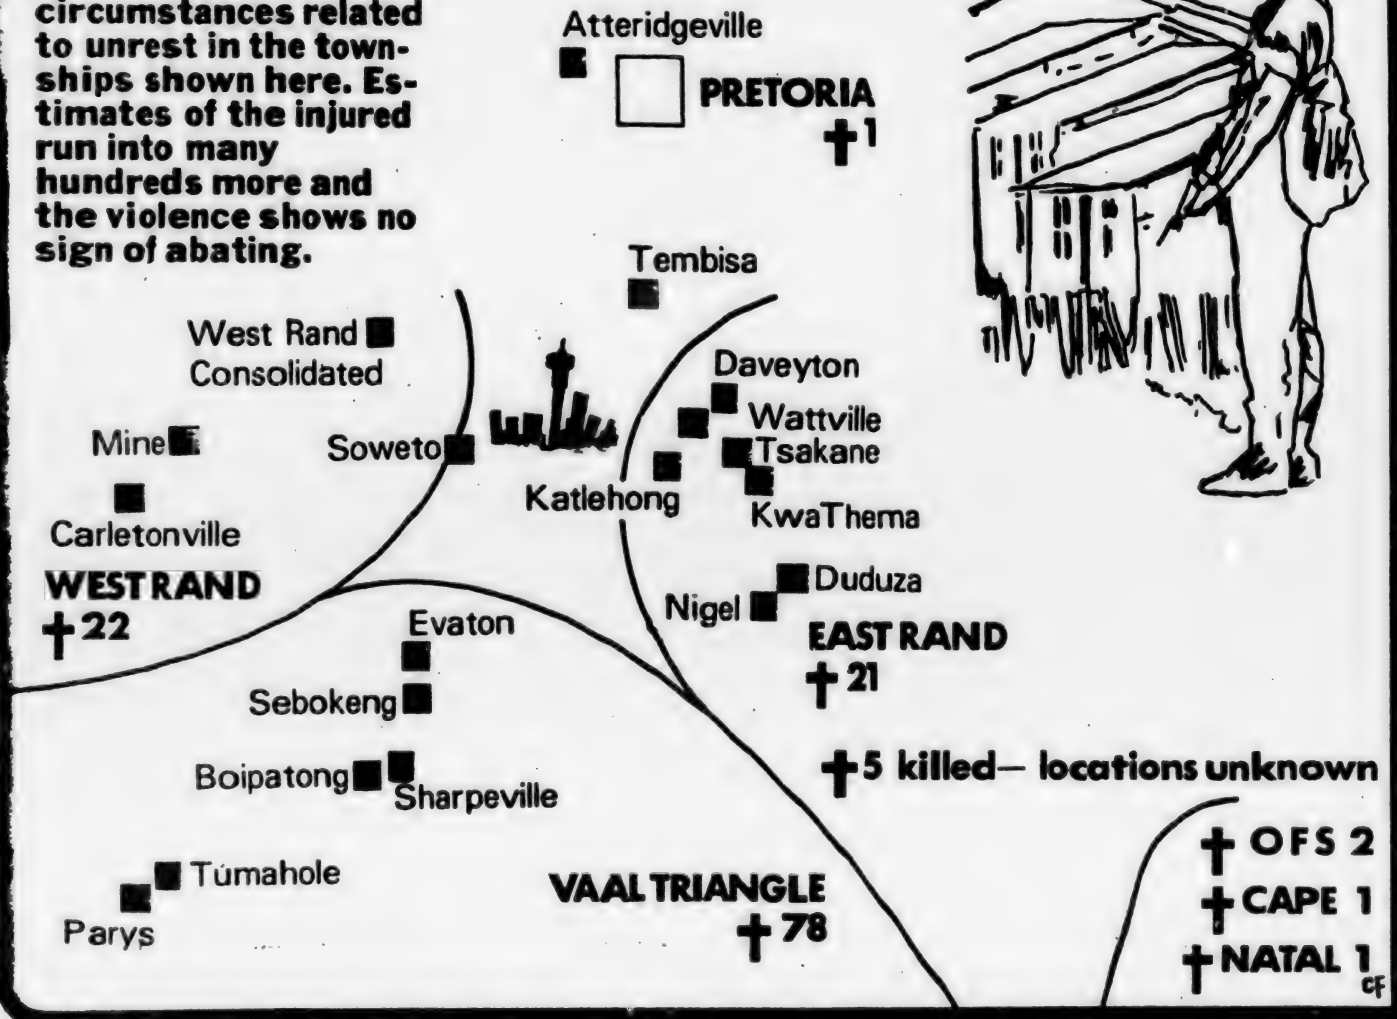 circumstances related
to unrest in the town-
ships shown here. Es-
timates of the injured
run into many
hundreds more and
the violence shows no
sign of abating.
Atteridgeville
PRETORIA
1
Tembisa
West Rand
Consolidated
Mine
Soweto
Carletonville
WEST RAND
22
Daveyton
Wattville
Tsakane
Katlehong
KwaThema
Duduza
Nigel
EAST RAND
21
Evaton
Sebokeng
Boipatong
Sharpeville
Túmahole
Parys
VAAL TRIANGLE
78
5 killed— locations unknown
OFS 2
CAPE 1
NATAL 1
CF